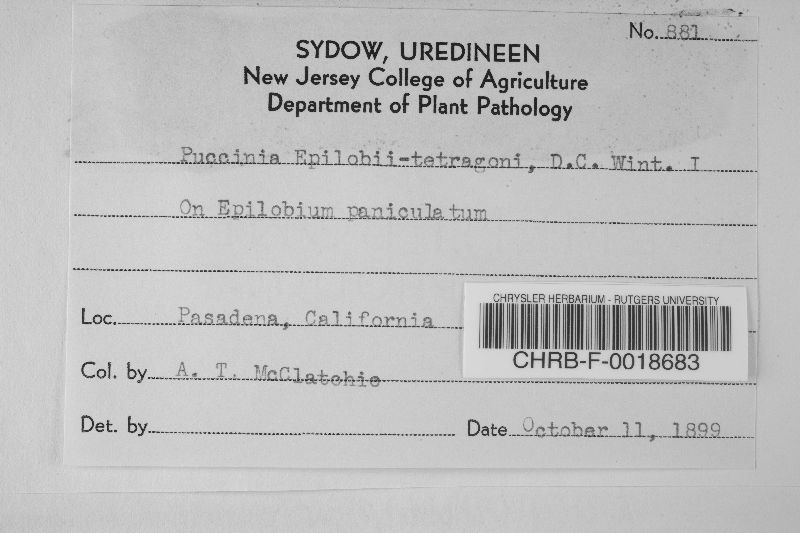 No. 881
SYDOW, UREDINEEN
New Jersey College of Agriculture
Department of Plant Pathology
Puccinia Epilobii-tetragoni, D.C. Wint. I
On Epilobium paniculatum
Loc. Pasadena, California
CHRYSLER HERBARIUM - RUTGERS UNIVERSITY
CHRB-F-0018683
Col. by A. T. McClatchie
Det. by
Date October 11, 1899